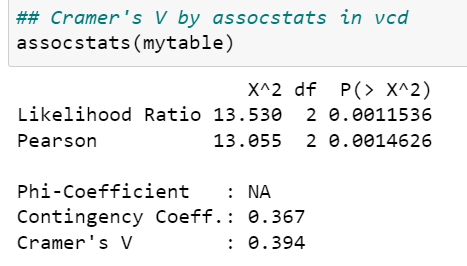 ## Cramer's V by assocstats in vcd
assocstats(mytable)
X^2 df P(> X^2)
Likelihood Ratio 13.530 2 0.0011536
Pearson 13.055 2 0.0014626
Phi-Coefficient : NA
Contingency Coeff.: 0.367
Cramer's V : 0.394